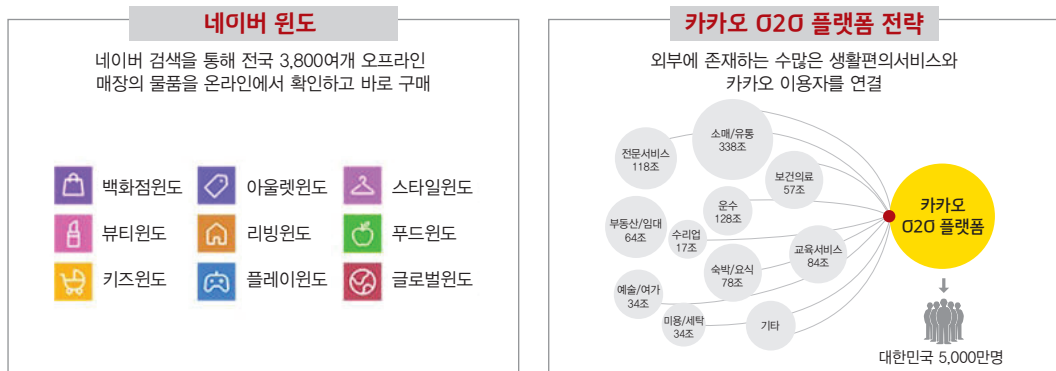 네이버 윈도
네이버 검색을 통해 전국 3,800여개 오프라인
매장의 물품을 온라인에서 확인하고 바로 구매
백화점윈도
아울렛윈도
스타일윈도
뷰티윈도
리빙윈도
푸드윈도
키즈윈도
플레이윈도
글로벌윈도
카카오 O2O 플랫폼 전략
외부에 존재하는 수많은 생활편의서비스와
카카오 이용자를 연결
소매/유통
338조
전문서비스
118조
보건의료
57조
운수
128조
부동산/임대
64조
수리업
17조
교육서비스
84조
숙박/요식
78조
예술/여가
34조
미용/세탁
34조
기타
카카오
O2O 플랫폼
대한민국 5,000만명